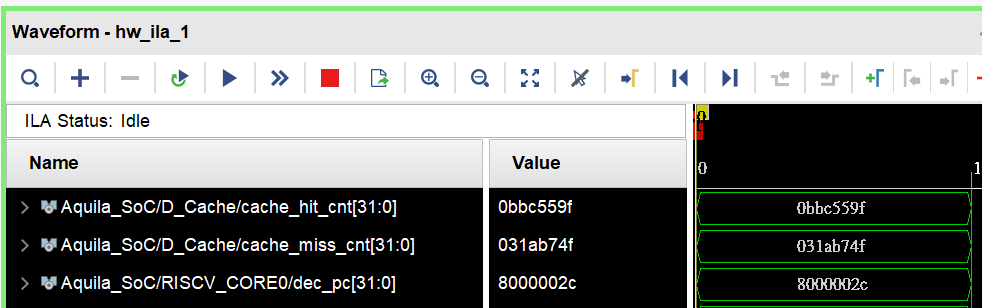 Waveform - hw_ila_1
ILA Status: Idle
0
Name Value
0 1
Aquila_SoC/D_Cache/cache_hit_cnt[31:0] 0bbc559f 0bbc559f
Aquila_SoC/D_Cache/cache_miss_cnt[31:0] 031ab74f 031ab74f
Aquila_SoC/RISCV_CORE0/dec_pc[31:0] 8000002c 8000002c